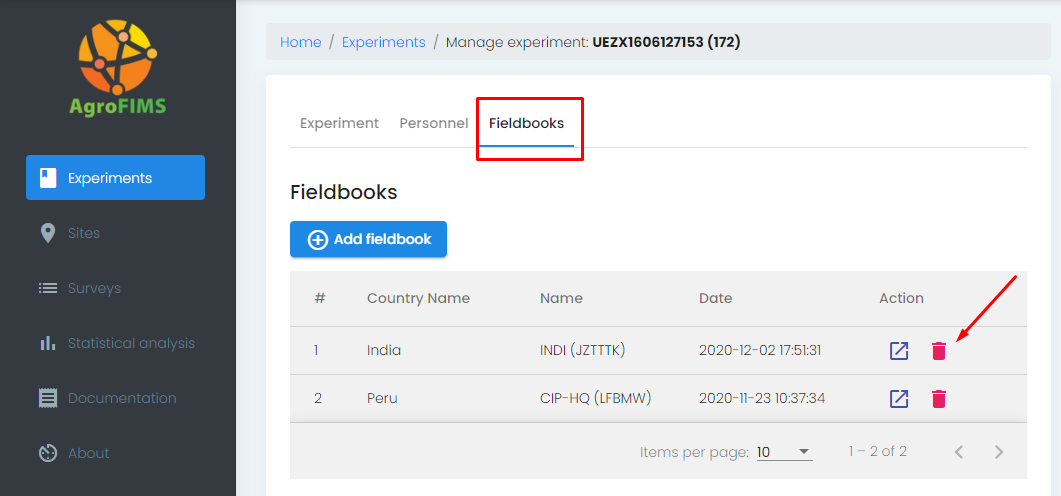 AgroFIMS
Experiments
Sites
Surveys
Statistical analysis
Documentation
About
Home / Experiments / Manage experiment: UEZX1606127153 (172)
Experiment Personnel Fieldbooks
Fieldbooks
Add fieldbook
# Country Name Name Date Action
1 India INDI (JZTTTK) 2020-12-02 17:51:31
2 Peru CIP-HQ (LFBMW) 2020-11-23 10:37:34
Items per page: 10 1 – 2 of 2